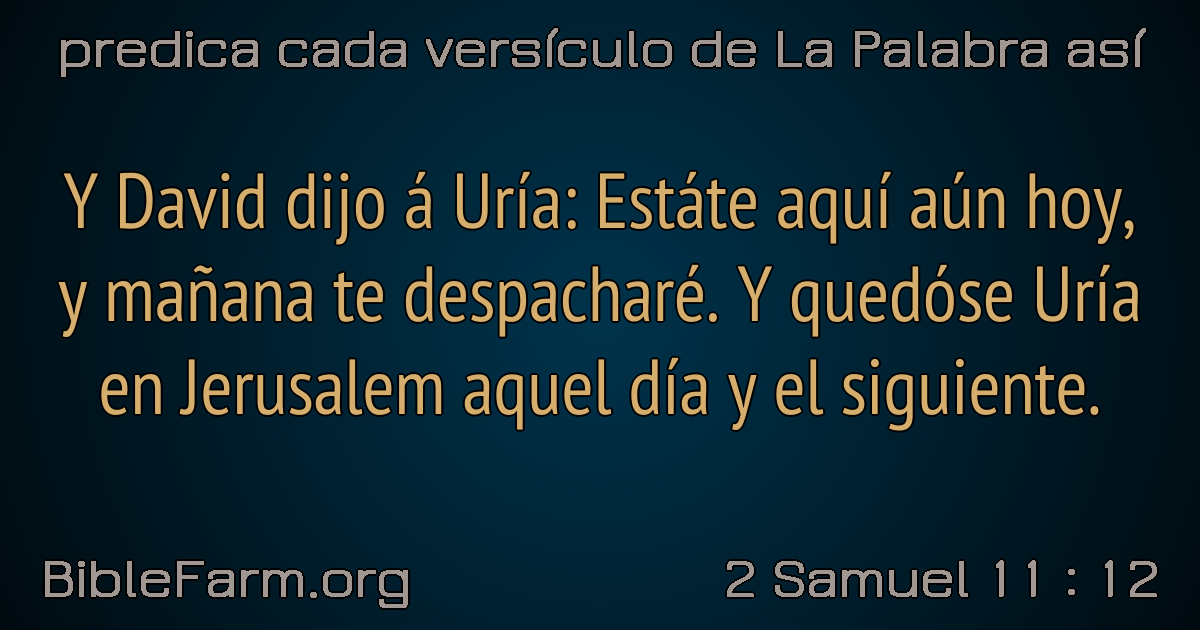 predica cada versículo de La Palabra así
Y David dijo á Uría: Estáte aquí aún hoy,
y mañana te despacharé. Y quedóse Uría
en Jerusalem aquel día y el siguiente.
BibleFarm.org
2 Samuel 11 : 12